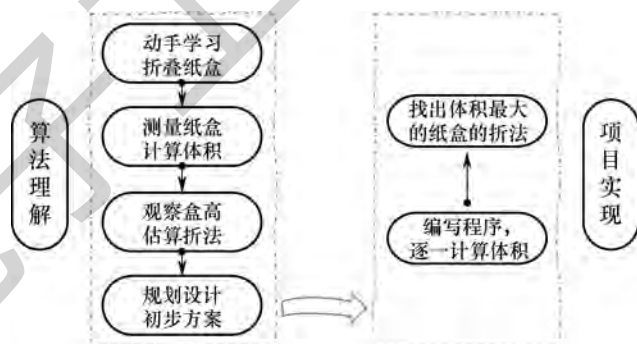 算法理解
动手学习
折叠纸盒
测量纸盒
计算体积
观察盒高
估算折法
规划设计
初步方案
找出体积最大
的纸盒的折法
编写程序，
逐一计算体积
项目实现